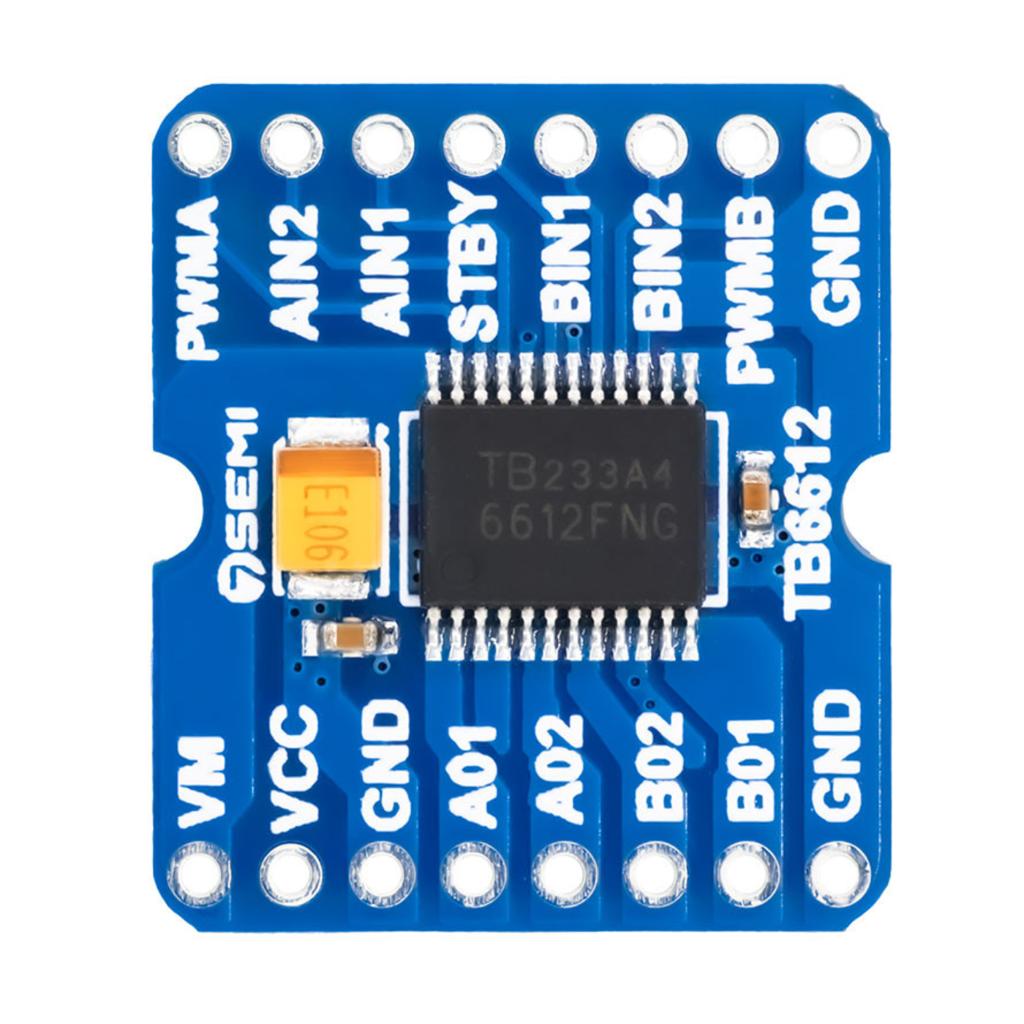 PWMA
AIN2
AIN1
STBY
BIN1
BIN2
PWMB
GND
7SEMI
E106
TB233A4
6612FNG
TB6612
VM
VCC
GND
A01
A02
B02
B01
GND